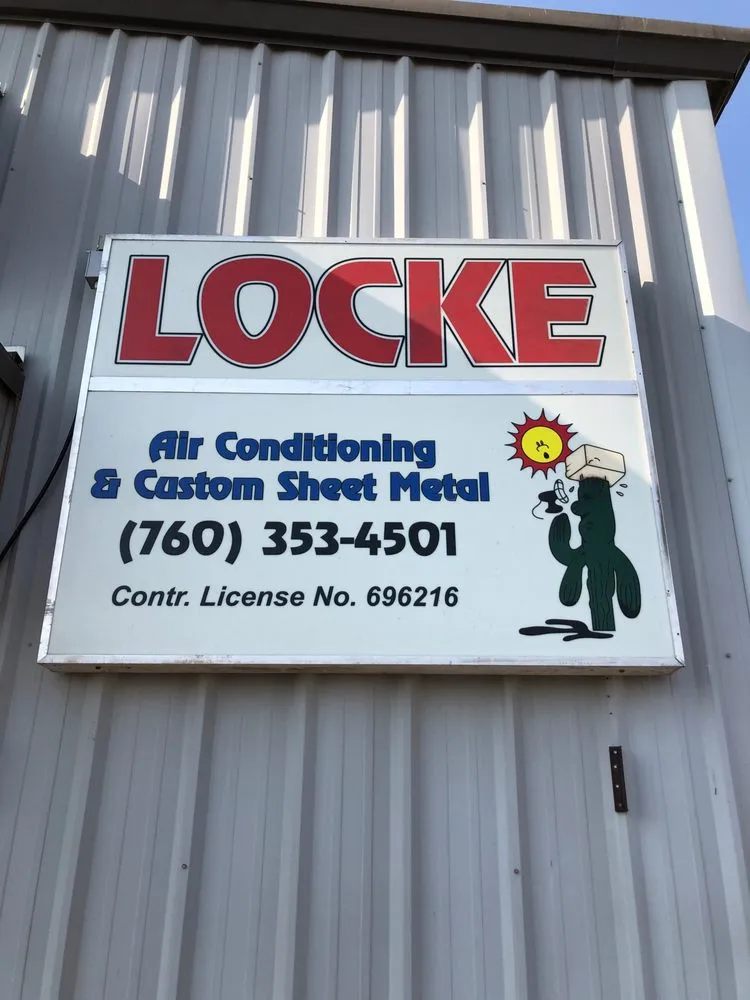 LOCKE
Air Conditioning
& Custom Sheet Metal
(760) 353-4501
Contr. License No. 696216